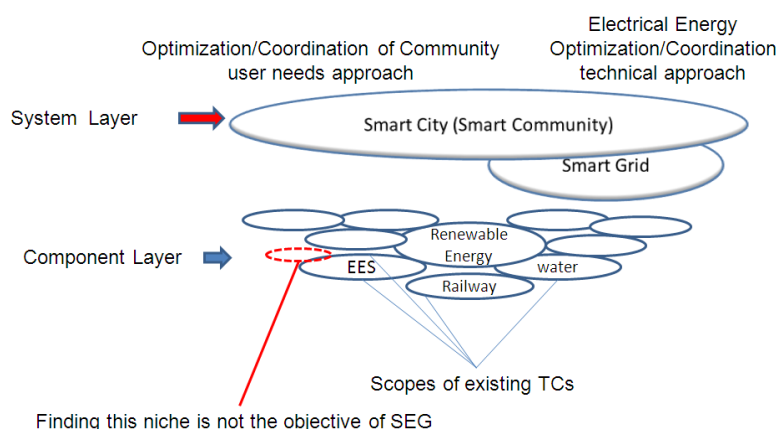 Electrical Energy
Optimization/Coordination of Community
user needs approach
Optimization/Coordination
technical approach
System Layer
Smart City (Smart Community)
Smart Grid
Component Layer
Renewable
Energy
EES
water
Railway
Scopes of existing TCs
Finding this niche is not the objective of SEG